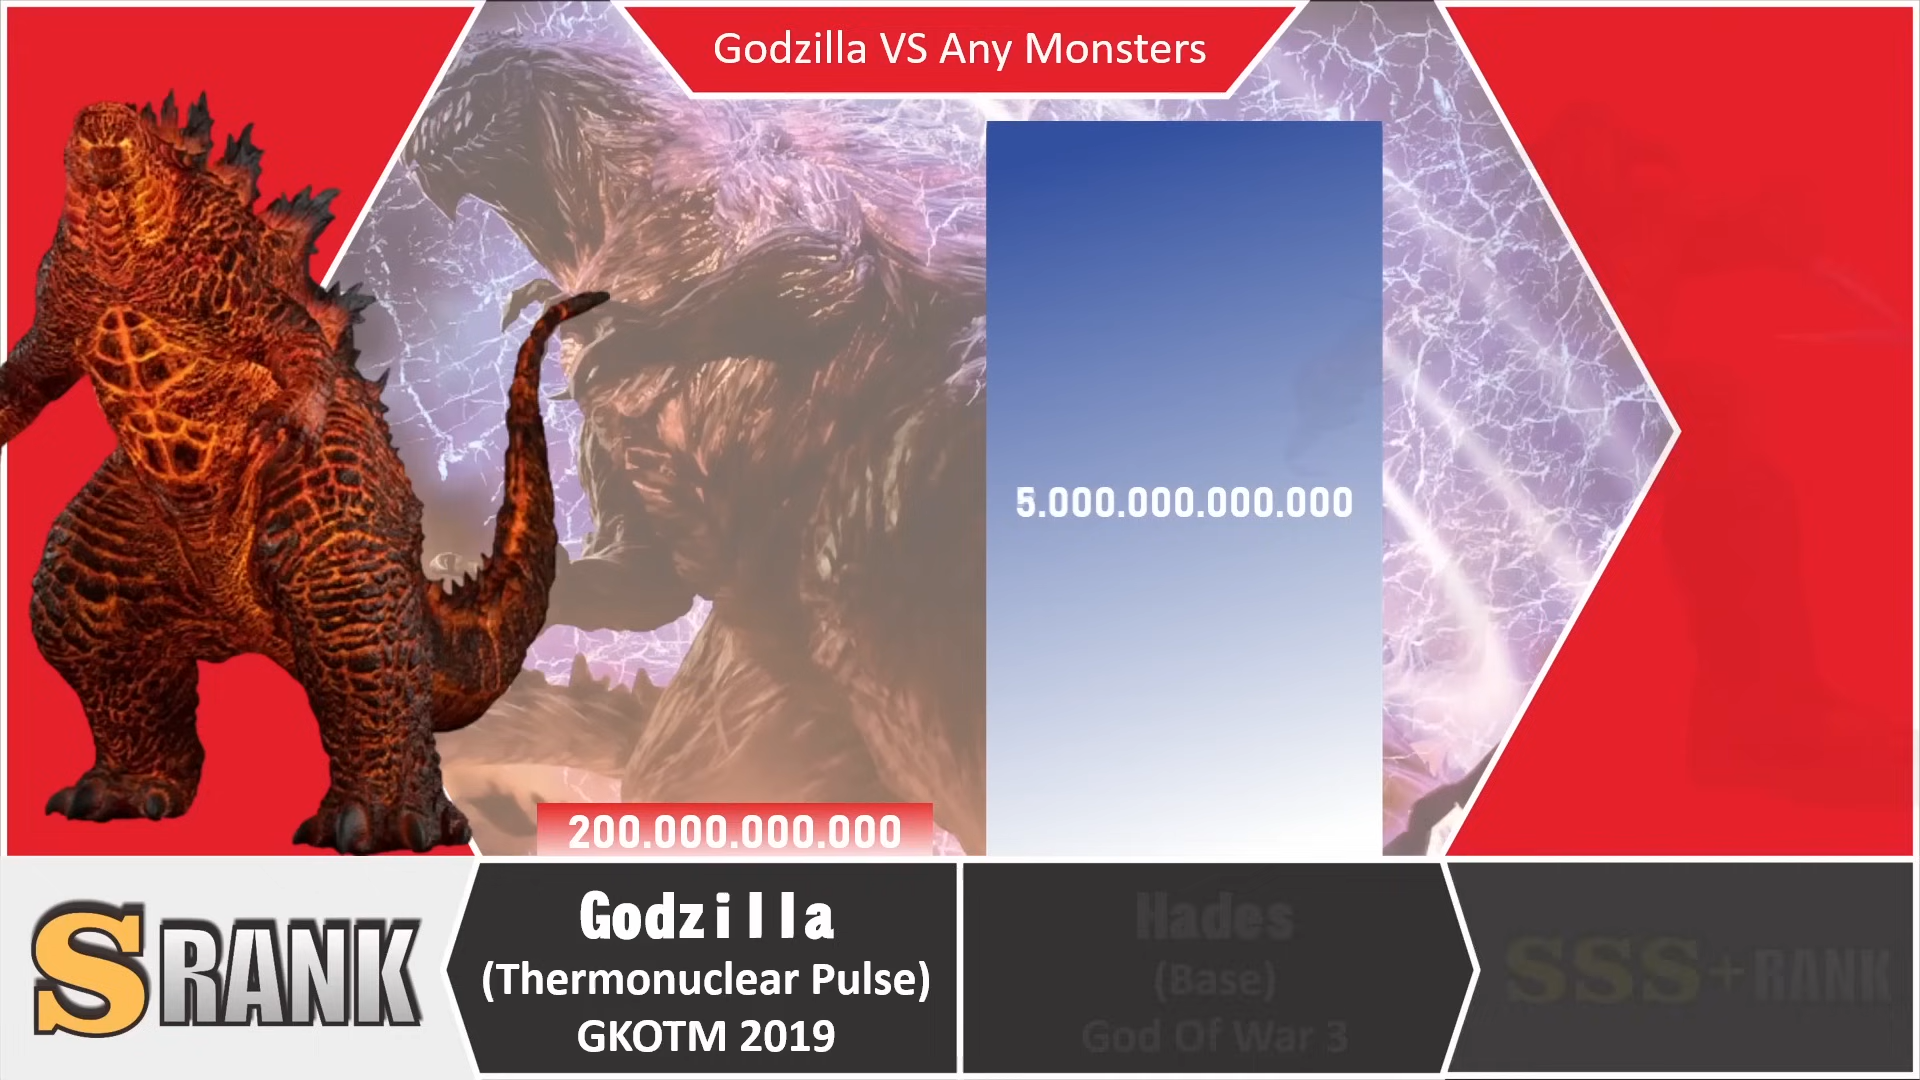 Godzilla VS Any Monsters
5.000.000.000.000
200.000.000.000
S RANK
Godzilla
(Thermonuclear Pulse)
GKOTM 2019
Hades
(Base)
God Of War 3
SSS+RANK